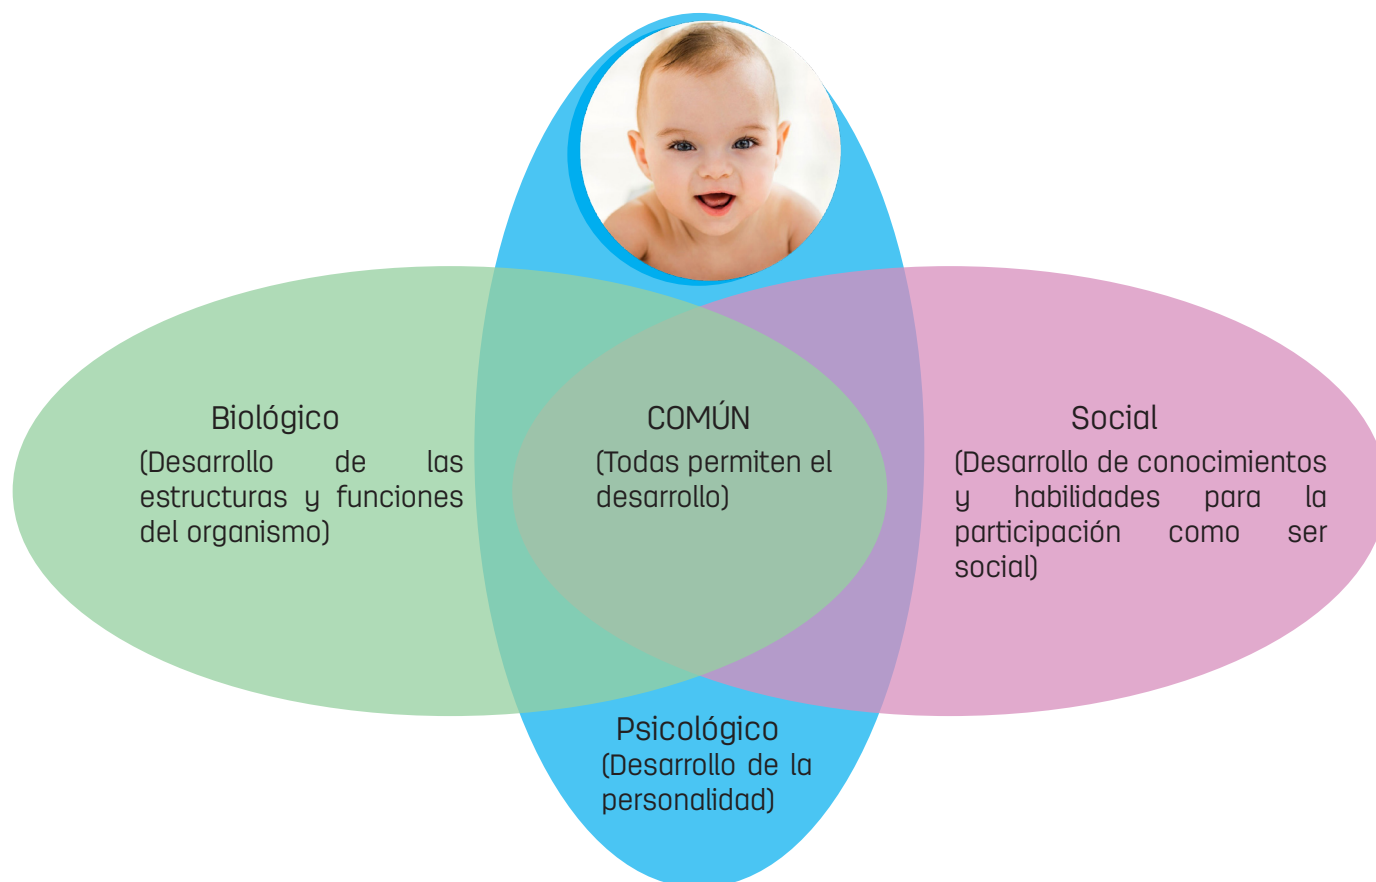 Biológico
(Desarrollo de las
estructuras y funciones
del organismo)
COMÚN
(Todas permiten el
desarrollo)
Social
(Desarrollo de conocimientos
y habilidades para la
participación como ser
social)
Psicológico
(Desarrollo de la
personalidad)